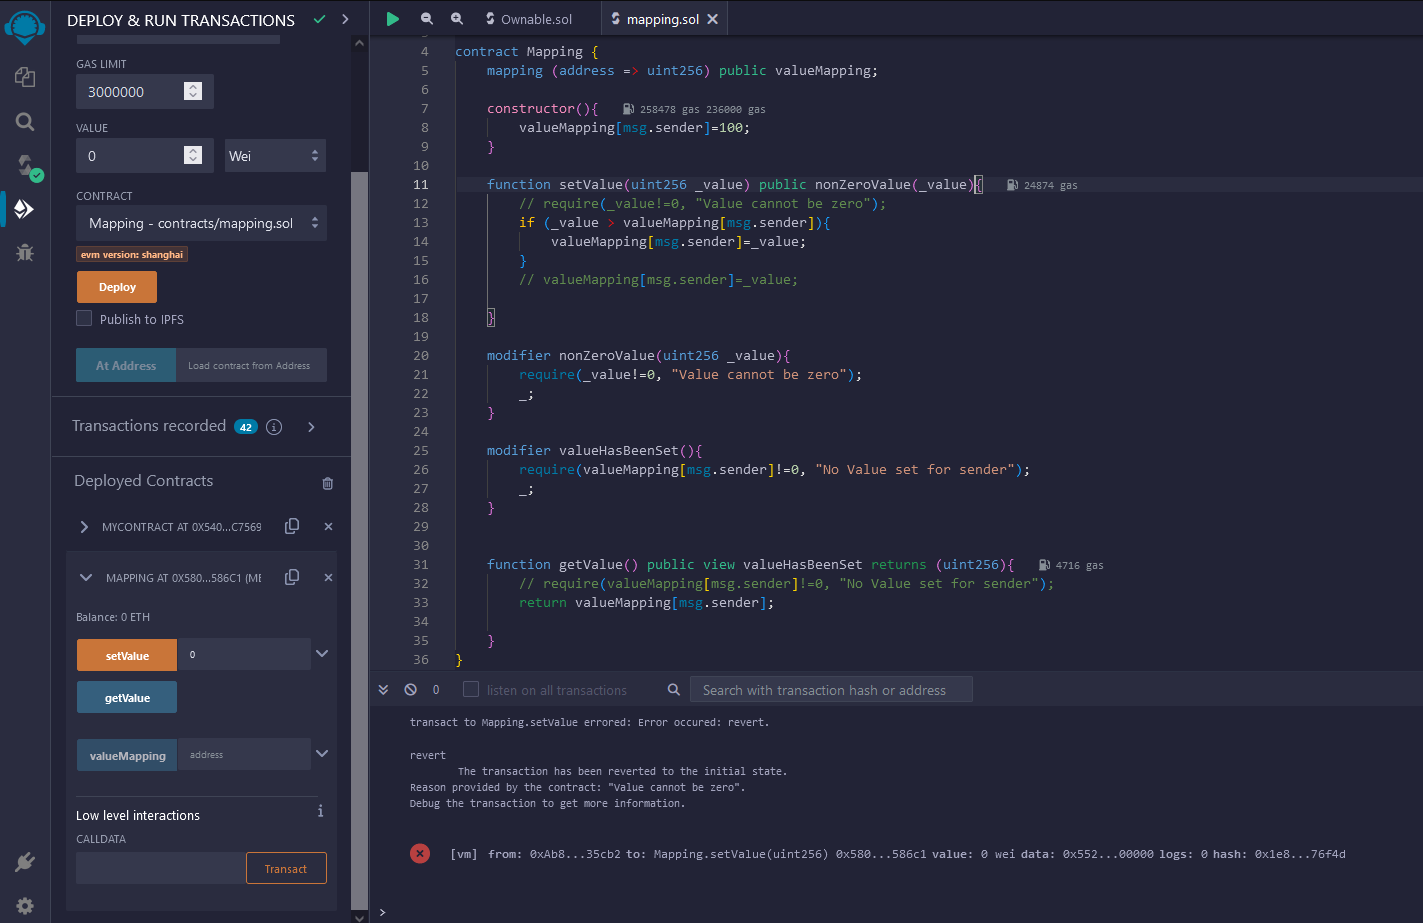 DEPLOY & RUN TRANSACTIONS
GAS LIMIT
3000000
VALUE
0
Wei
CONTRACT
Mapping - contracts/mapping.sol
evm version: shanghai
Deploy
Publish to IPFS
At Address
Load contract from Address
Transactions recorded 42 i
Deployed Contracts
MYCONTRACT AT 0X540...C7569
MAPPING AT 0X580...586C1 (ME
Balance: 0 ETH
setValue 0
getValue
valueMapping address
Low level interactions i
CALLDATA
Transact
Ownable.sol
mapping.sol
4 contract Mapping {
5 mapping (address => uint256) public valueMapping;
6
7 constructor(){ 258478 gas 236000 gas
8 valueMapping[msg.sender]=100;
9 }
10
11 function setValue(uint256 _value) public nonZeroValue(_value){ 24874 gas
12 // require(_value!=0, "Value cannot be zero");
13 if (_value > valueMapping[msg.sender]){
14 valueMapping[msg.sender]=_value;
15 }
16 // valueMapping[msg.sender]=_value;
17
18 }
19
20 modifier nonZeroValue(uint256 _value){
21 require(_value!=0, "Value cannot be zero");
22 _;
23 }
24
25 modifier valueHasBeenSet(){
26 require(valueMapping[msg.sender]!=0, "No Value set for sender");
27 _;
28 }
29
30
31 function getValue() public view valueHasBeenSet returns (uint256){ 4716 gas
32 // require(valueMapping[msg.sender]!=0, "No Value set for sender");
33 return valueMapping[msg.sender];
34
35 }
36 }
0
listen on all transactions
Search with transaction hash or address
transact to Mapping.setValue errored: Error occured: revert.
revert
The transaction has been reverted to the initial state.
Reason provided by the contract: "Value cannot be zero".
Debug the transaction to get more information.
[vm] from: 0xAb8...35cb2 to: Mapping.setValue(uint256) 0x580...586c1 value: 0 wei data: 0x552...00000 logs: 0 hash: 0x1e8...76f4d
>